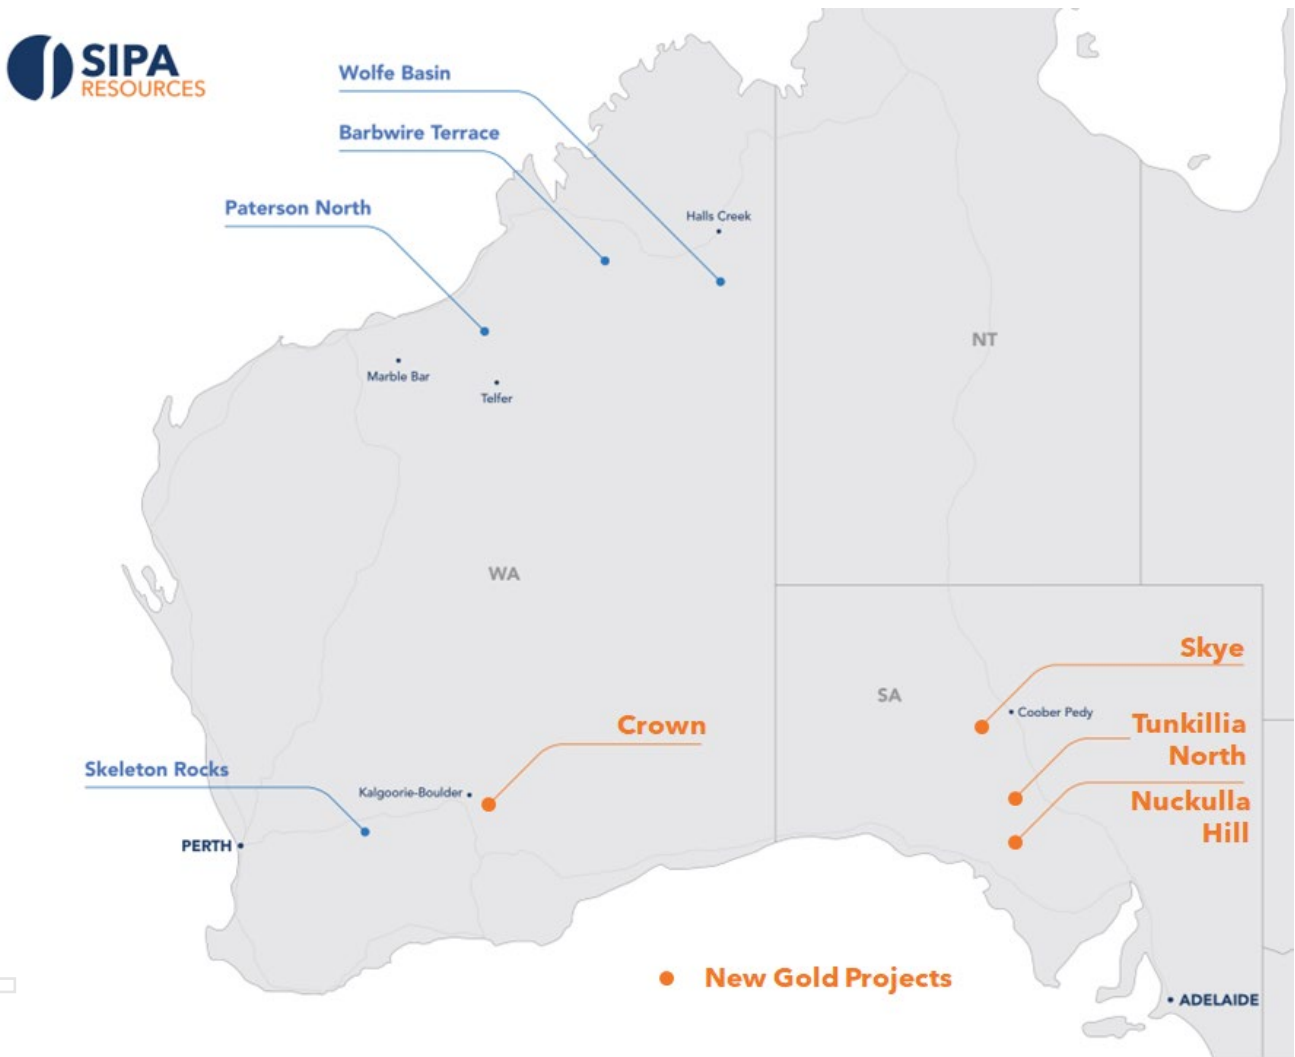 SIPA
RESOURCES
Wolfe Basin
Barbwire Terrace
Paterson North
Halls Creek
NT
Marble Bar
Telfer
WA
Skye
SA
Coober Pedy
Tunkillia
North
Crown
Skeleton Rocks
Kalgoorie-Boulder
Nuckulla
Hill
PERTH
New Gold Projects
ADELAIDE